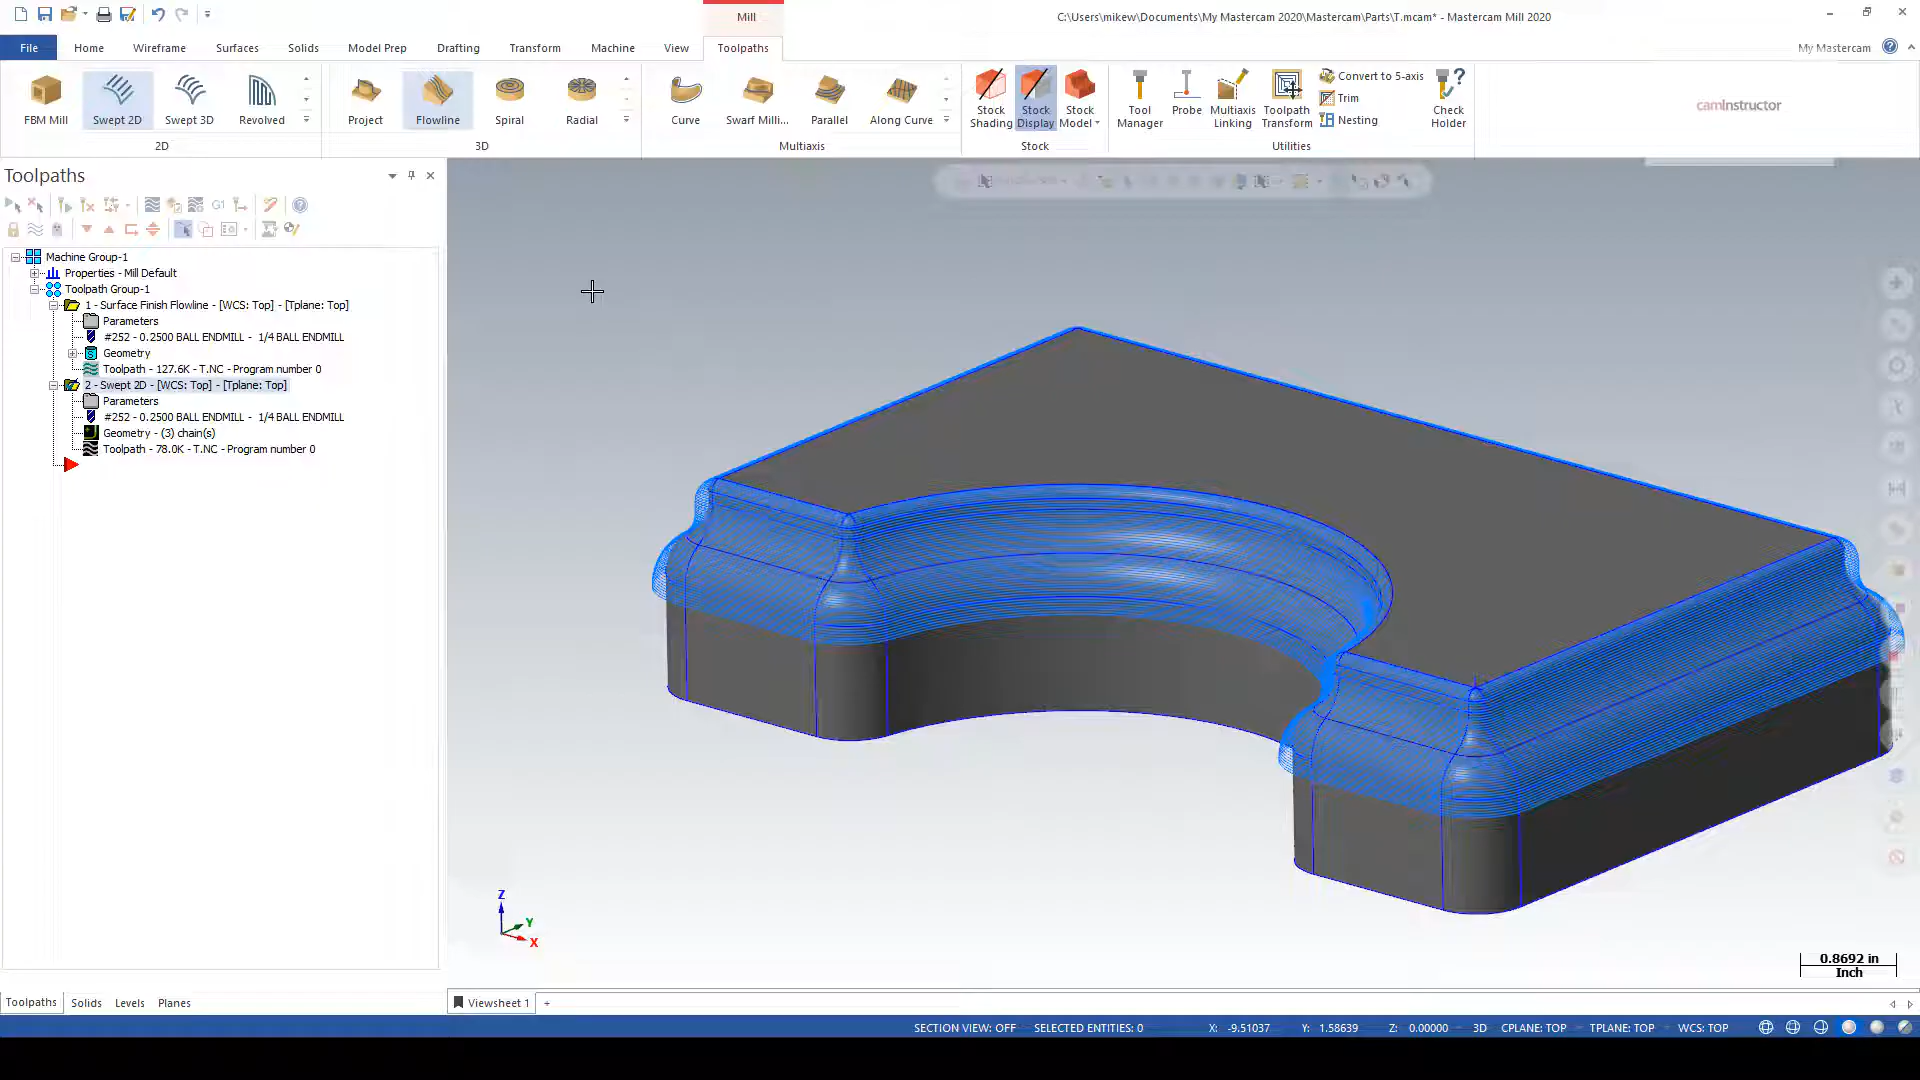 Mill
C:\Users\mikew\Documents\My Mastercam 2020\Mastercam\Parts\T.mcam* - Mastercam Mill 2020
File Home Wireframe Surfaces Solids Model Prep Drafting Transform Machine View Toolpaths My Mastercam
FBM Mill Swept 2D Swept 3D Revolved Project Flowline Spiral Radial Curve Swarf Milli... Parallel Along Curve Stock Shading Stock Display Stock Model Tool Manager Probe Multiaxis Linking Toolpath Transform Convert to 5-axis Trim Nesting Check Holder
camInstructor
2D 3D Multiaxis Stock Utilities
Toolpaths
G1
Machine Group-1
Properties - Mill Default
Toolpath Group-1
1 - Surface Finish Flowline - [WCS: Top] - [Tplane: Top]
Parameters
#252 - 0.2500 BALL ENDMILL - 1/4 BALL ENDMILL
Geometry
Toolpath - 127.6K - T.NC - Program number 0
2 - Swept 2D - [WCS: Top] - [Tplane: Top]
Parameters
#252 - 0.2500 BALL ENDMILL - 1/4 BALL ENDMILL
Geometry - (3) chain(s)
Toolpath - 78.0K - T.NC - Program number 0
Z
Y
X
0.8692 in
Inch
Toolpaths Solids Levels Planes Viewsheet 1 +
SECTION VIEW: OFF SELECTED ENTITIES: 0 X: -9.51037 Y: 1.58639 Z: 0.00000 3D CPLANE: TOP TPLANE: TOP WCS: TOP